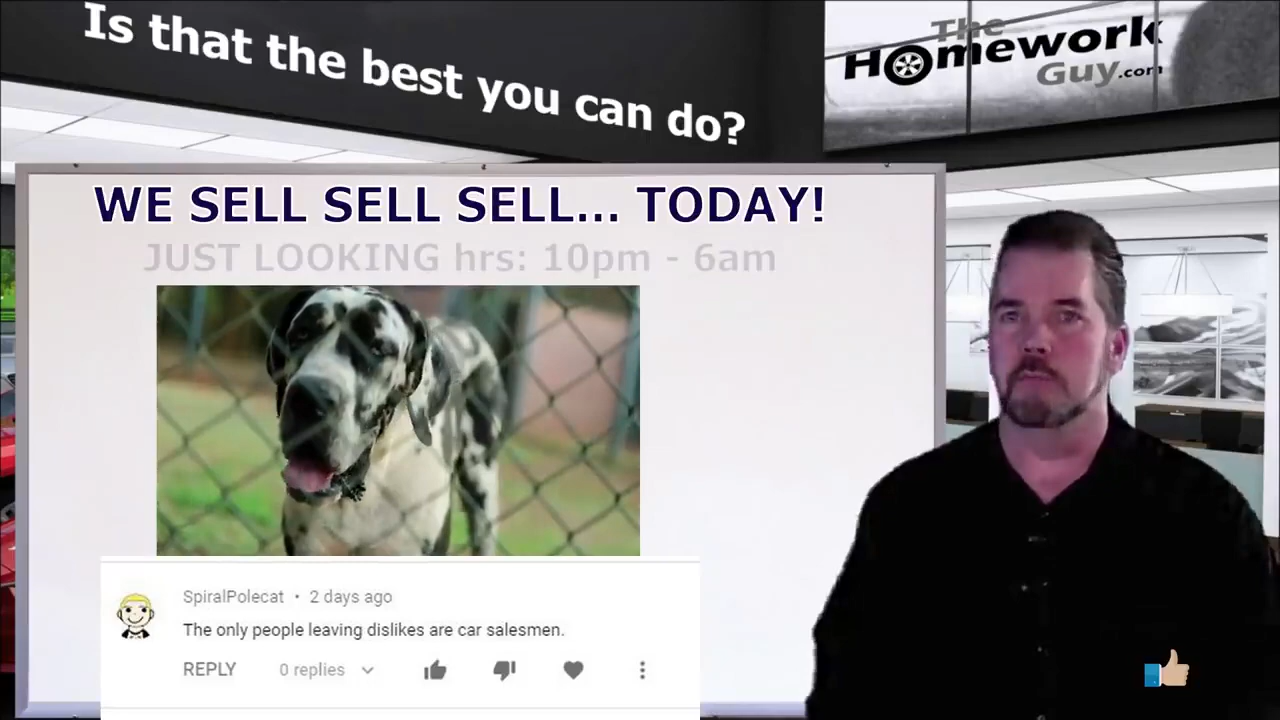 Is that the best you can do?
The
Homework
Guy.com
WE SELL SELL SELL... TODAY!
JUST LOOKING hrs: 10pm - 6am
SpiralPolecat • 2 days ago
The only people leaving dislikes are car salesmen.
REPLY 0 replies